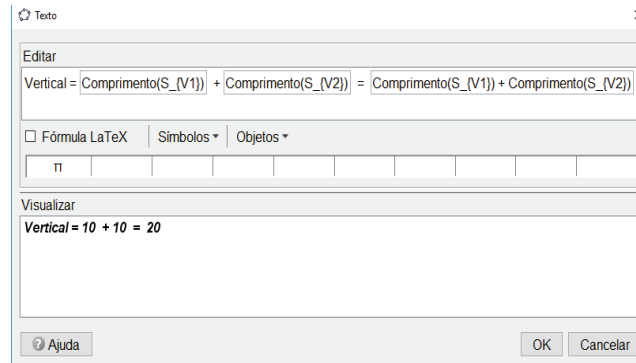 Texto
Editar
Vertical = Comprimento(S_{V1}) + Comprimento(S_{V2}) = Comprimento(S_{V1}) + Comprimento(S_{V2})
Fórmula LaTeX Símbolos Objetos
π
Visualizar
Vertical = 10 + 10 = 20
Ajuda OK Cancelar